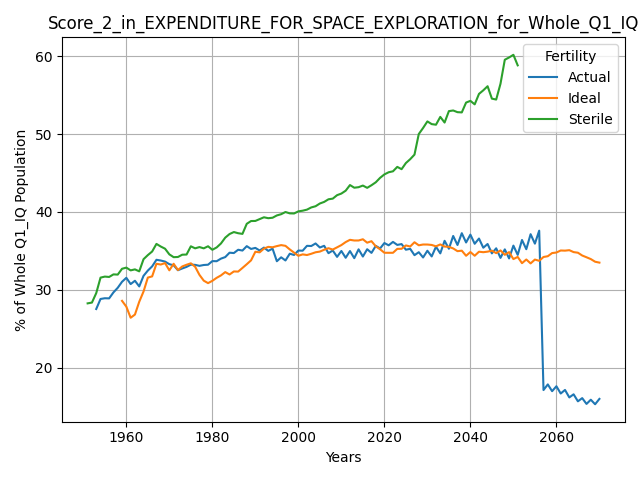 Score_2_in_EXPENDITURE_FOR_SPACE_EXPLORATION_for_Whole_Q1_IQ
Fertility
Actual
Ideal
Sterile
% of Whole Q1_IQ Population
60
50
40
30
20
1960 1980 2000 2020 2040 2060
Years